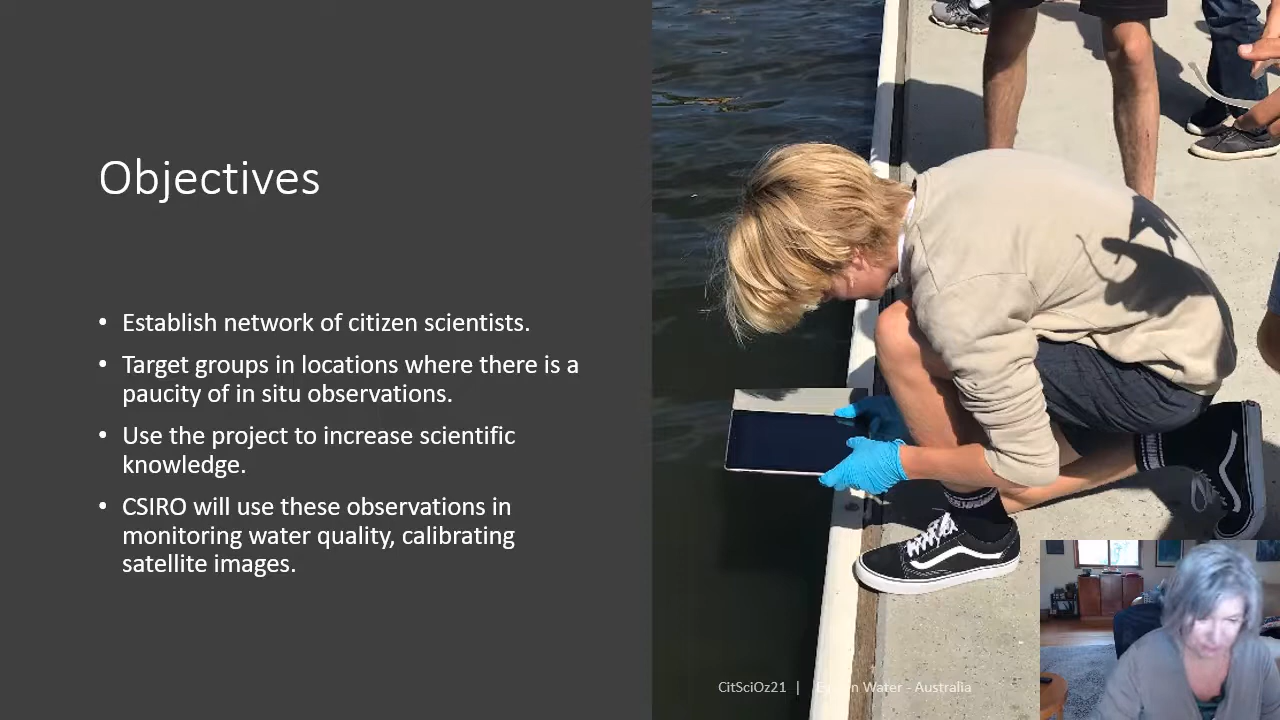 Objectives
• Establish network of citizen scientists.
• Target groups in locations where there is a
paucity of in situ observations.
• Use the project to increase scientific
knowledge.
• CSIRO will use these observations in
monitoring water quality, calibrating
satellite images.
CitSciOz21 | Water - Australia